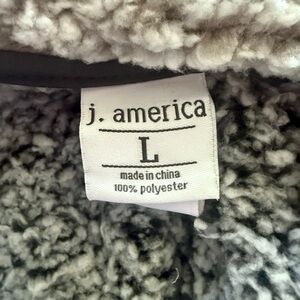 j. america
L
made in china
100% polyester